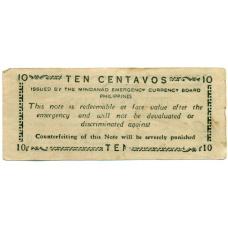 10 TEN CENTAVOS 10
ISSUED BY THE MINDANAO EMERGENCY CURRENCY BOARD
PHILIPPINES
This note is redeemable at face value after the
emergency and will not be devaluated or
discriminated against
Counterfeiting of this Note will be severely punished
10 TEN 10